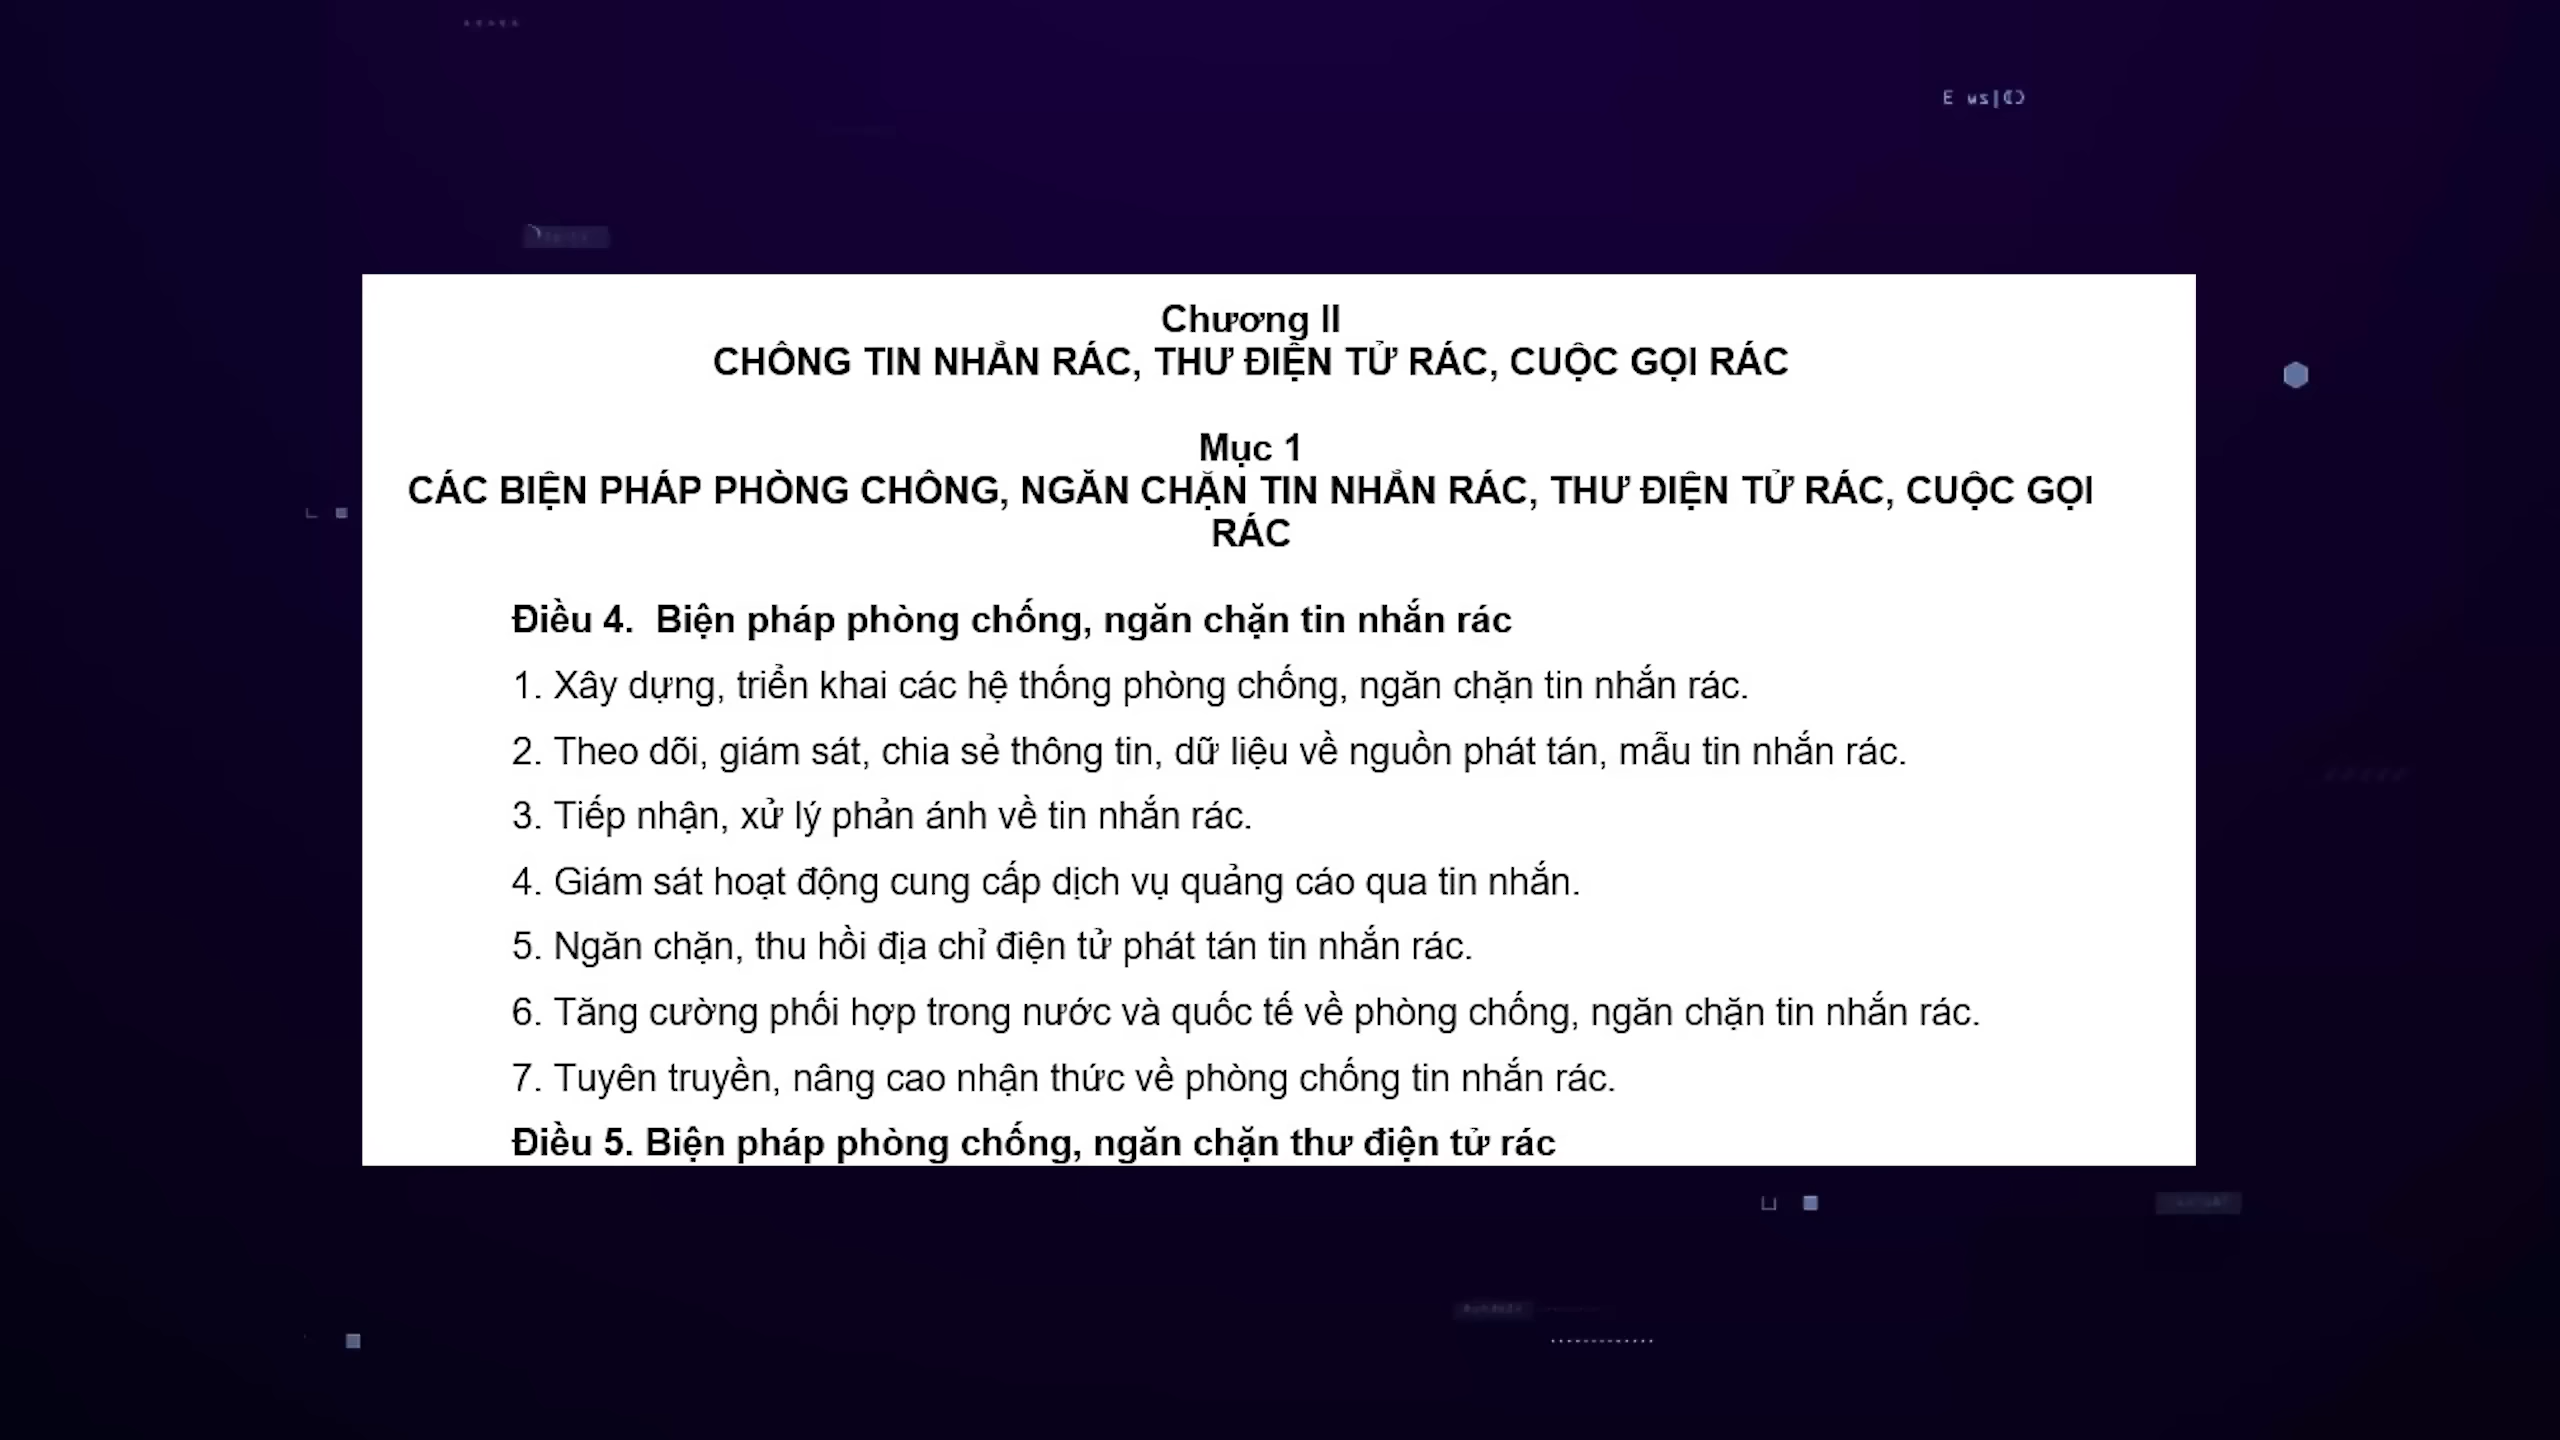 Chương II
CHỐNG TIN NHẮN RÁC, THƯ ĐIỆN TỬ RÁC, CUỘC GỌI RÁC
Mục 1
CÁC BIỆN PHÁP PHÒNG CHỐNG, NGĂN CHẶN TIN NHẮN RÁC, THƯ ĐIỆN TỬ RÁC, CUỘC GỌI
RÁC
Điều 4. Biện pháp phòng chống, ngăn chặn tin nhắn rác
1. Xây dựng, triển khai các hệ thống phòng chống, ngăn chặn tin nhắn rác.
2. Theo dõi, giám sát, chia sẻ thông tin, dữ liệu về nguồn phát tán, mẫu tin nhắn rác.
3. Tiếp nhận, xử lý phản ánh về tin nhắn rác.
4. Giám sát hoạt động cung cấp dịch vụ quảng cáo qua tin nhắn.
5. Ngăn chặn, thu hồi địa chỉ điện tử phát tán tin nhắn rác.
6. Tăng cường phối hợp trong nước và quốc tế về phòng chống, ngăn chặn tin nhắn rác.
7. Tuyên truyền, nâng cao nhận thức về phòng chống tin nhắn rác.
Điều 5. Biện pháp phòng chống, ngăn chặn thư điện tử rác